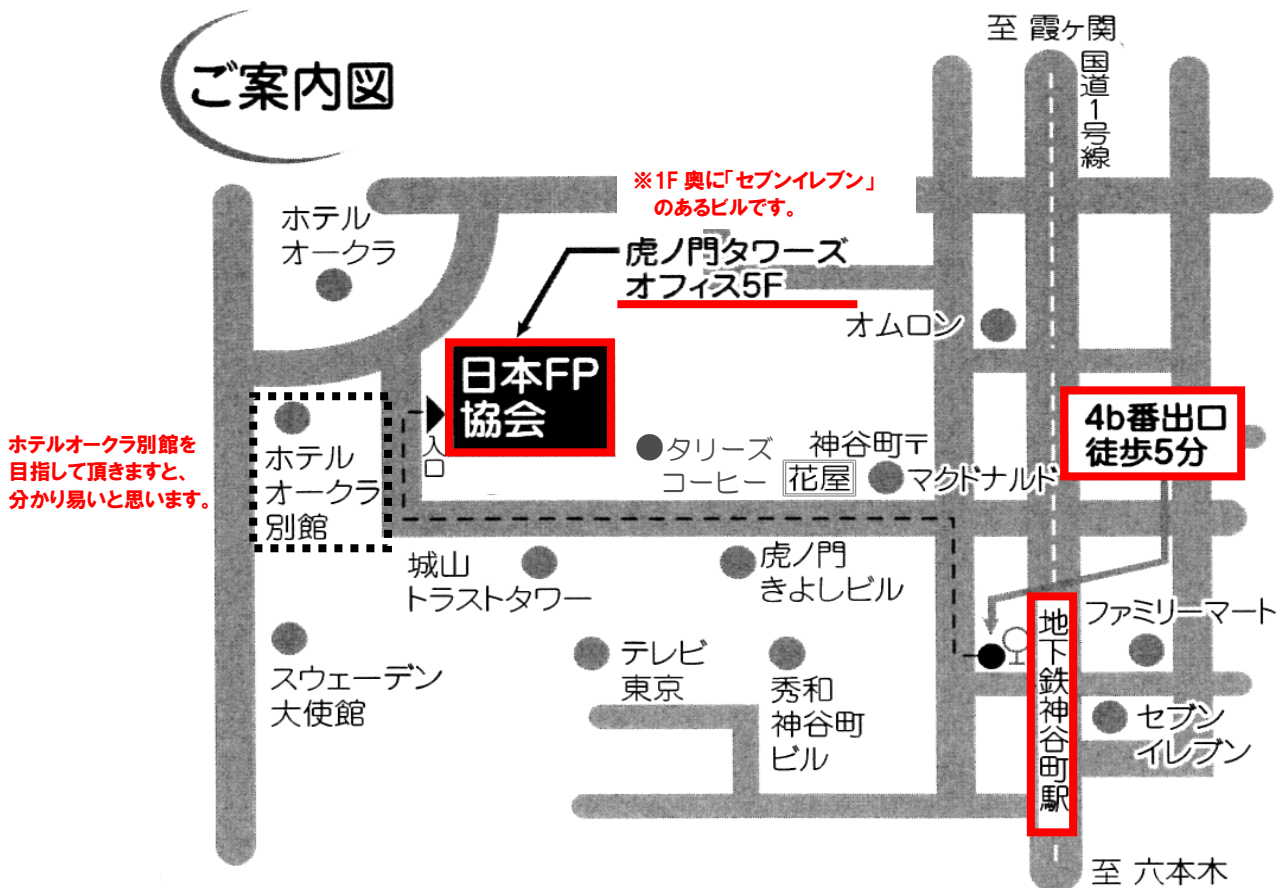 至 霞ヶ関
国道1号線
ご案内図
※1F 奥に「セブンイレブン」
のあるビルです。
ホテル
オークラ
虎ノ門タワーズ
オフィス5F
オムロン
日本FP
協会
4b番出口
徒歩5分
ホテルオークラ別館を
目指して頂きますと、
分かり易いと思います。
入口
ホテル
オークラ
別館
タリーズ
コーヒー
神谷町〒
花屋
マクドナルド
城山
トラストタワー
虎ノ門
きよしビル
ファミリーマート
地下鉄神谷町駅
スウェーデン
大使館
テレビ
東京
秀和
神谷町
ビル
セブン
イレブン
至 六本木